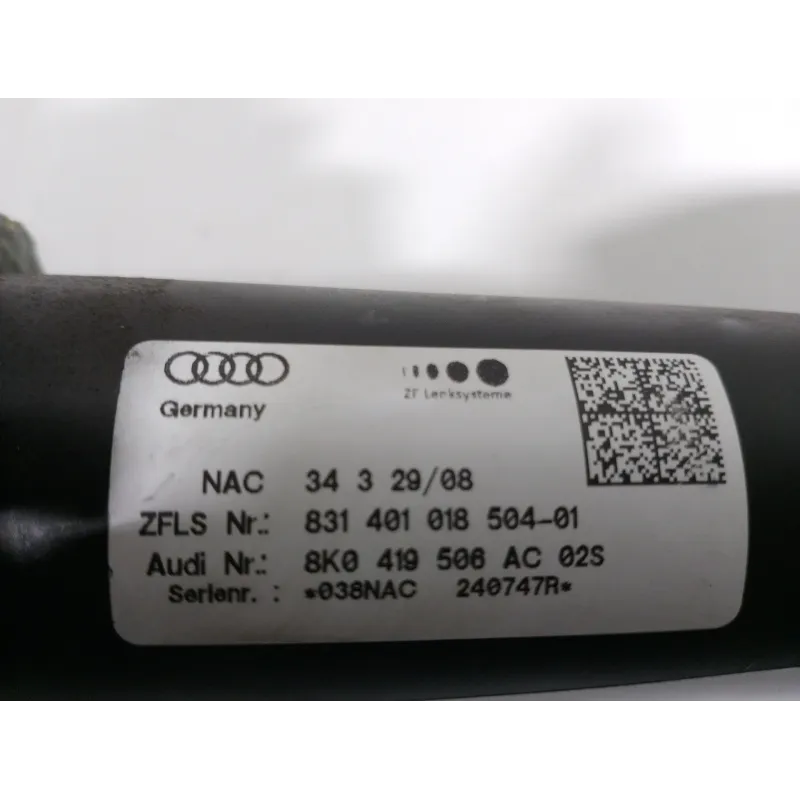 Germany
ZF Lenksysteme
NAC 34 3 29/08
ZFLS Nr.: 831 401 018 504-01
Audi Nr.: 8K0 419 506 AC 02S
Serienr. : *038NAC 240747R*